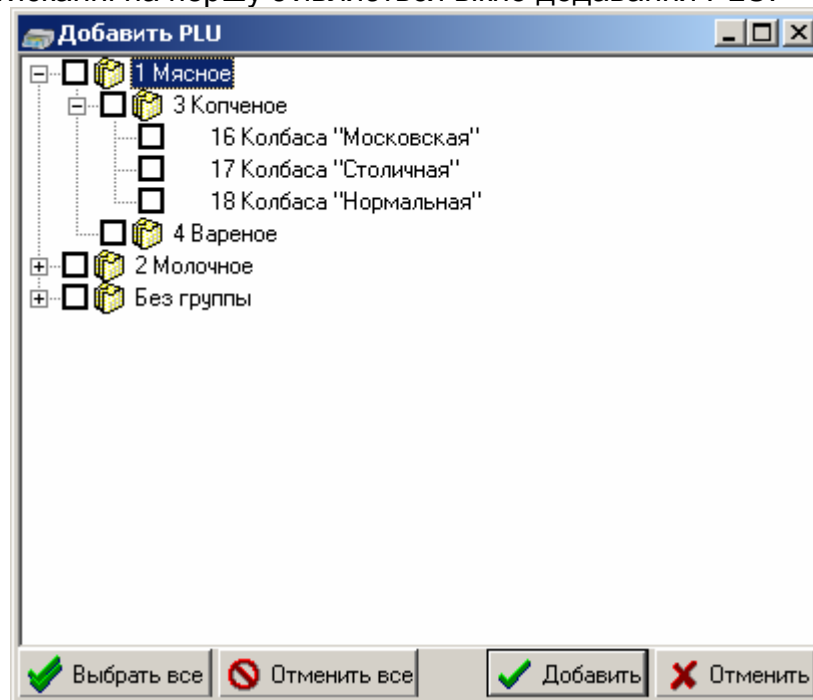 Добавить PLU
1 Мясное
3 Копченое
16 Колбаса "Московская"
17 Колбаса "Столичная"
18 Колбаса "Нормальная"
4 Вареное
2 Молочное
Без группы
Выбрать все Отменить все Добавить Отменить